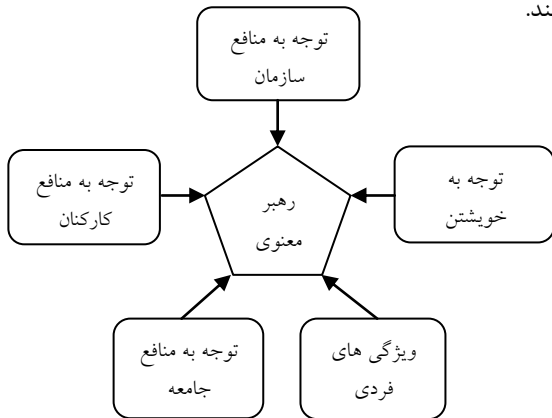 ند.
توجه به منافع
سازمان
توجه به
خویشتن
رهبر
معنوی
توجه به منافع
کارکنان
ویژگی های
فردی
توجه به منافع
جامعه